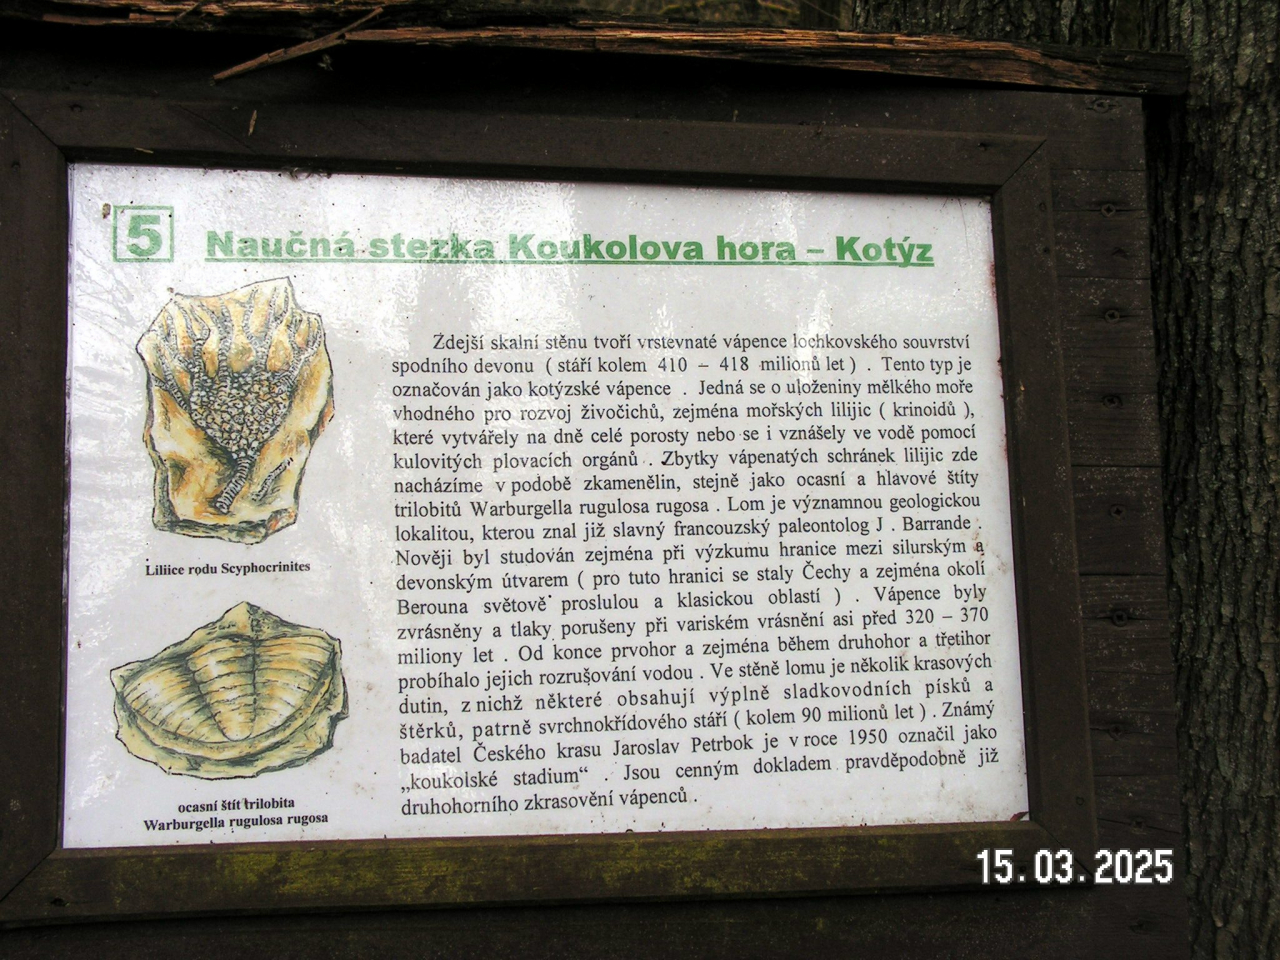 5 Naučná stezka Koukolova hora – Kotýz
Zdejší skalní stěnu tvoří vrstevnaté vápence lochkovského souvrství
spodního devonu ( stáří kolem 410 – 418 milionů let ) . Tento typ je
označován jako kotýzské vápence . Jedná se o uloženiny mělkého moře
vhodného pro rozvoj živočichů, zejména mořských lilijic ( krinoidů ),
které vytvářely na dně celé porosty nebo se i vznášely ve vodě pomocí
kulovitých plovacích orgánů . Zbytky vápenatých schránek lilijic zde
nacházíme v podobě zkamenělin, stejně jako ocasní a hlavové štíty
trilobitů Warburgella rugulosa rugosa . Lom je významnou geologickou
lokalitou, kterou znal již slavný francouzský paleontolog J . Barrande .
Nověji byl studován zejména při výzkumu hranice mezi silurským a
devonským útvarem ( pro tuto hranici se staly Čechy a zejména okolí
Berouna světově proslulou a klasickou oblastí ) . Vápence byly
zvrásněny a tlaky porušeny při variském vrásnění asi před 320 – 370
miliony let . Od konce prvohor a zejména během druhohor a třetihor
probíhalo jejich rozrušování vodou . Ve stěně lomu je několik krasových
dutin, z nichž některé obsahují výplně sladkovodních písků a
štěrků, patrně svrchnokřídového stáří ( kolem 90 milionů let ) . Známý
badatel Českého krasu Jaroslav Petrbok je v roce 1950 označil jako
„koukolské stadium“ . Jsou cenným dokladem pravděpodobně již
druhohorního zkrasovění vápenců .
Liliice rodu Scyphocrinites
ocasní štít trilobita
Warburgella rugulosa rugosa
15.03.2025